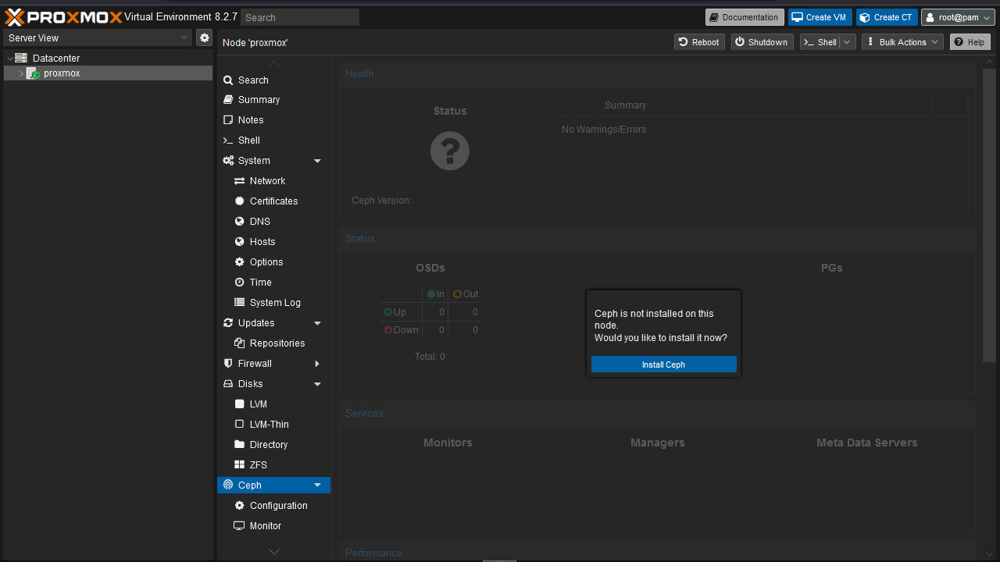 PROXMOX Virtual Environment 8.2.7
Search
Documentation
Create VM
Create CT
root@pam
Server View
Datacenter
proxmox
Node 'proxmox'
Reboot
Shutdown
Shell
Bulk Actions
Help
Search
Summary
Notes
Shell
System
Network
Certificates
DNS
Hosts
Options
Time
System Log
Updates
Repositories
Firewall
Disks
LVM
LVM-Thin
Directory
ZFS
Ceph
Configuration
Monitor
Health
Status
Summary
No Warnings/Errors
Ceph Version:
Status
OSDs
PGs
In Out
Up 0 0
Down 0 0
Total: 0
Ceph is not installed on this
node.
Would you like to install it now?
Install Ceph
Services
Monitors
Managers
Meta Data Servers
Performance